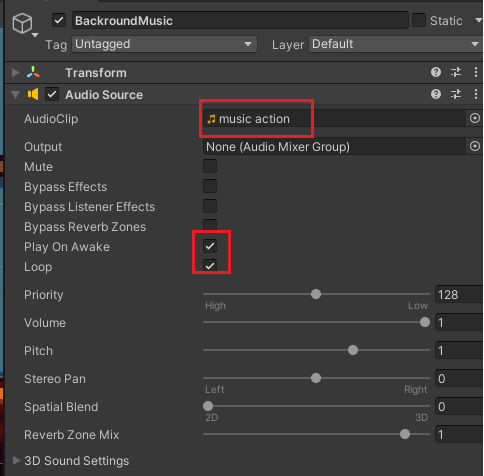 BackroundMusic Static
Tag Untagged Layer Default
Transform
Audio Source
AudioClip music action
Output None (Audio Mixer Group)
Mute
Bypass Effects
Bypass Listener Effects
Bypass Reverb Zones
Play On Awake
Loop
Priority 128
High Low
Volume 1
Pitch 1
Stereo Pan 0
Left Right
Spatial Blend 0
2D 3D
Reverb Zone Mix 1
3D Sound Settings